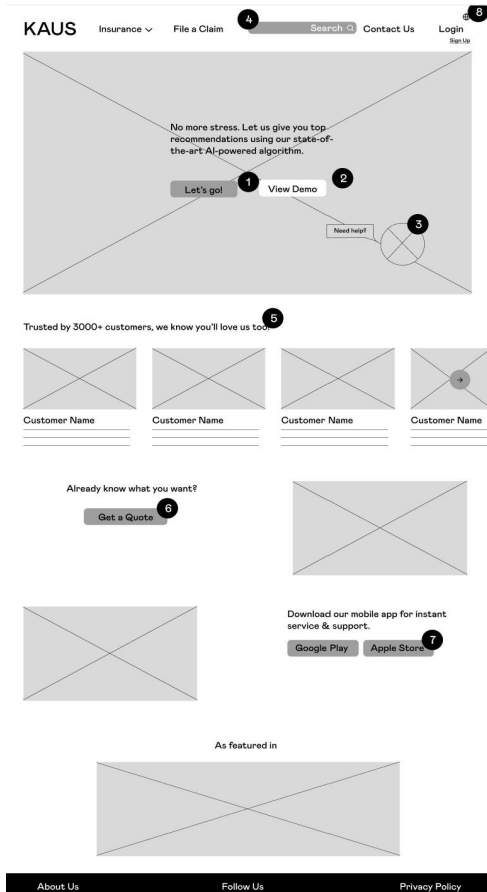 4
8
KAUS
Insurance
File a Claim
Search
Contact Us
Login
Sign Up
No more stress. Let us give you top
recommendations using our state-of-
the-art AI-powered algorithm.
1
2
Let's go!
View Demo
3
Need help?
5
Trusted by 3000+ customers, we know you'll love us too.
Customer Name
Customer Name
Customer Name
Customer Name
Already know what you want?
6
Get a Quote
Download our mobile app for instant
service & support.
7
Google Play
Apple Store
As featured in
About Us
Follow Us
Privacy Policy